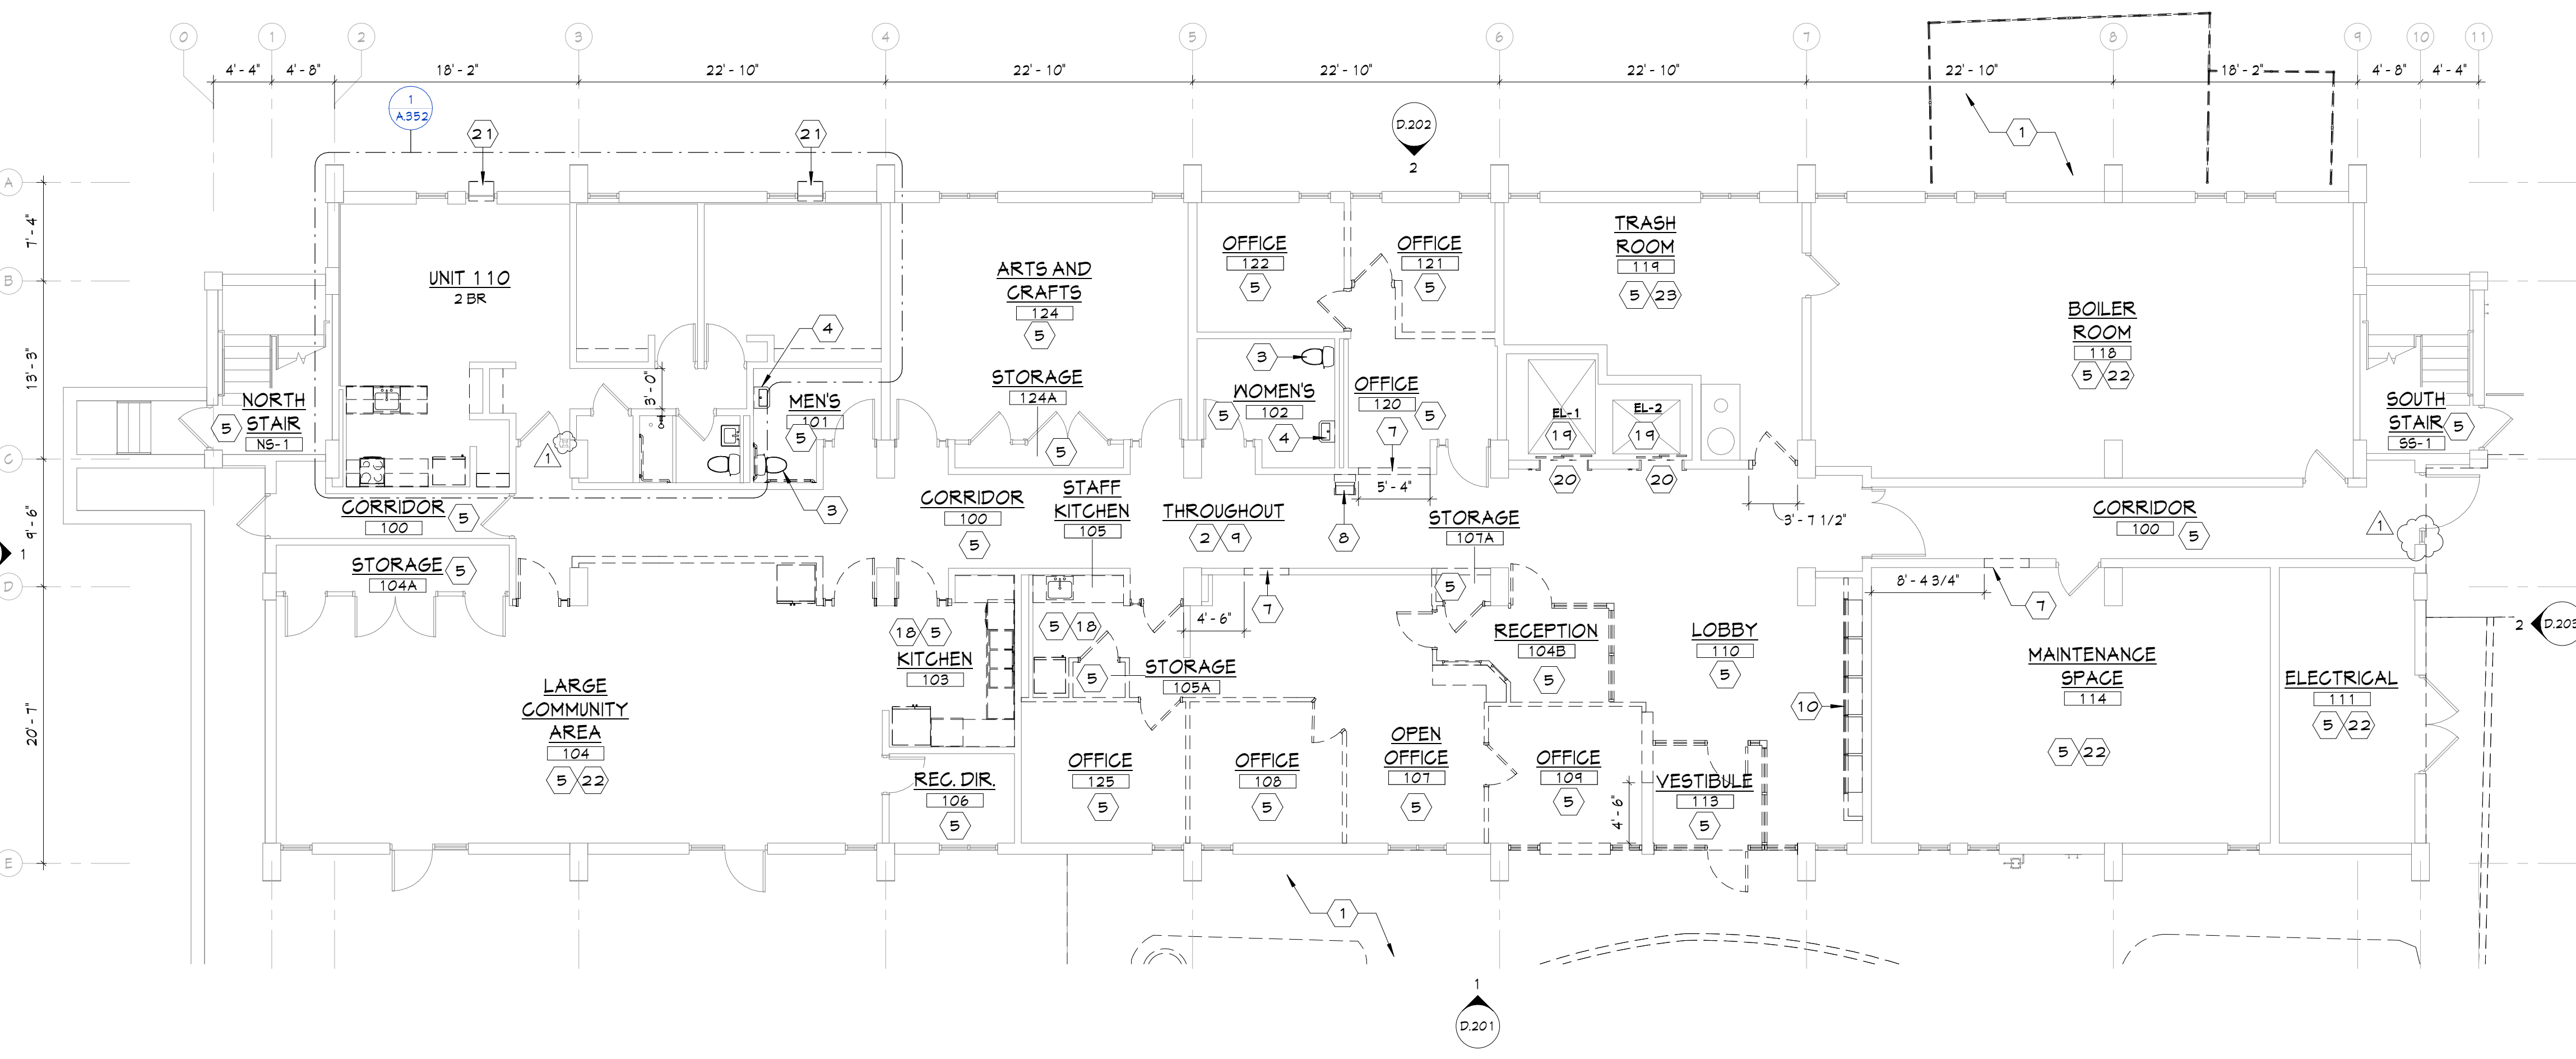 0 1 2 3 4 5 6 7 8 9 10 11
4'- 4" 4'- 8" 18'- 2" 22'- 10" 22'- 10" 22'- 10" 22'- 10" 22'- 10" 18'- 2" 4'- 8" 4'- 4"
1
A.352
21
21
D.202
2
1
A
7'- 4"
B
13'- 3"
C
9'- 6"
D
20'- 7"
E
1
UNIT 110
2 BR
3'- 0"
4
MEN'S
101
5
3
1
NORTH
STAIR
NS-1
5
CORRIDOR
100
5
STORAGE
104A
5
ARTS AND
CRAFTS
124
5
STORAGE
124A
5
OFFICE
122
5
OFFICE
121
5
3
WOMEN'S
102
5
4
OFFICE
120
5
7
5'- 4"
8
TRASH
ROOM
119
5 23
EL-1
19
EL-2
19
20
20
3'- 7 1/2"
BOILER
ROOM
118
5 22
SOUTH
STAIR
SS-1
5
CORRIDOR
100
5
STAFF
KITCHEN
105
THROUGHOUT
2 9
STORAGE
107A
5
CORRIDOR
100
5
1
8'- 4 3/4"
7
LARGE
COMMUNITY
AREA
104
5 22
18 5
KITCHEN
103
5 18
5
STORAGE
105A
4'- 6"
7
RECEPTION
104B
5
LOBBY
110
5
10
MAINTENANCE
SPACE
114
5 22
ELECTRICAL
111
5 22
2
D.203
REC. DIR.
106
5
OFFICE
125
5
OFFICE
108
5
OPEN
OFFICE
107
5
OFFICE
109
5
4'- 6"
VESTIBULE
113
5
1
1
D.201